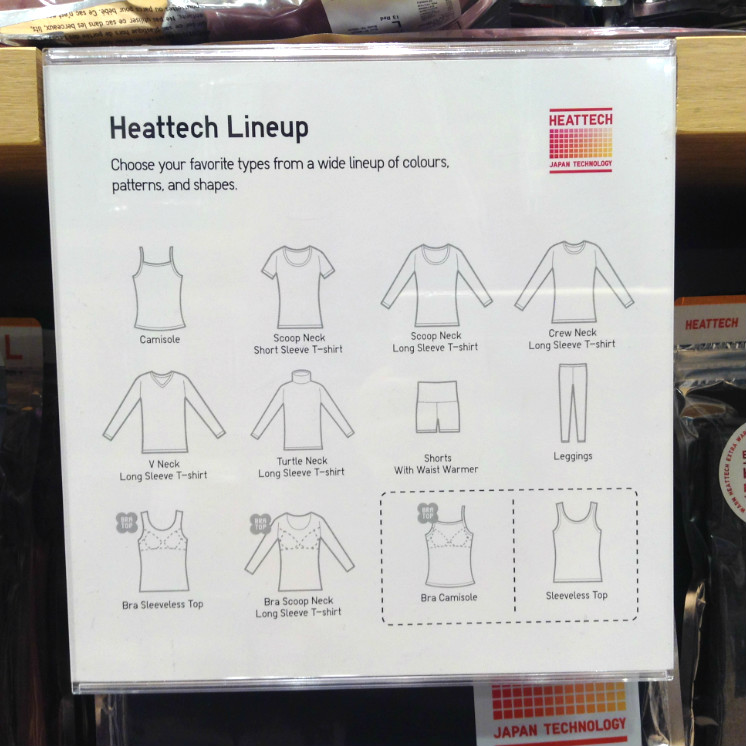 Heattech Lineup
Choose your favorite types from a wide lineup of colours,
patterns, and shapes.
HEATTECH
JAPAN TECHNOLOGY
Camisole
Scoop Neck
Short Sleeve T-shirt
Scoop Neck
Long Sleeve T-shirt
Crew Neck
Long Sleeve T-shirt
V Neck
Long Sleeve T-shirt
Turtle Neck
Long Sleeve T-shirt
Shorts
With Waist Warmer
Leggings
BRA
TOP
Bra Sleeveless Top
BRA
TOP
Bra Scoop Neck
Long Sleeve T-shirt
BRA
TOP
Bra Camisole
Sleeveless Top
L
HEATTECH
JAPAN TECHNOLOGY